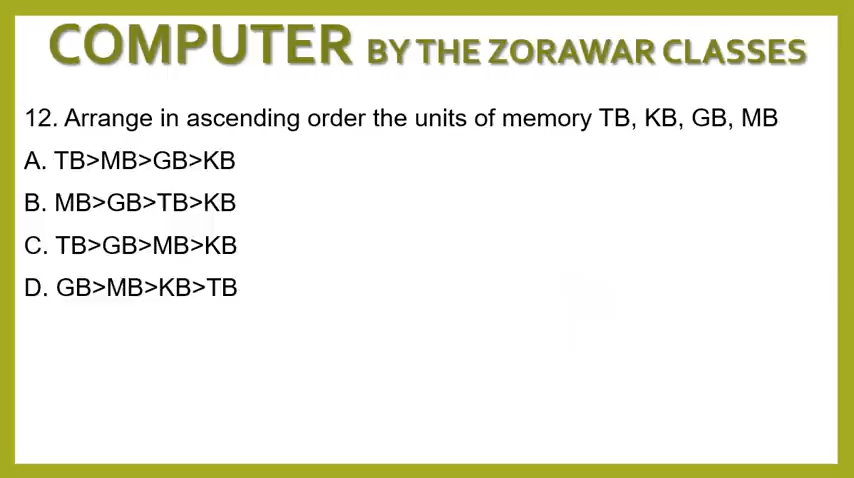 COMPUTER BY THE ZORAWAR CLASSES
12. Arrange in ascending order the units of memory TB, KB, GB, MB
A. TB>MB>GB>KB
B. MB>GB>TB>KB
C. TB>GB>MB>KB
D. GB>MB>KB>TB